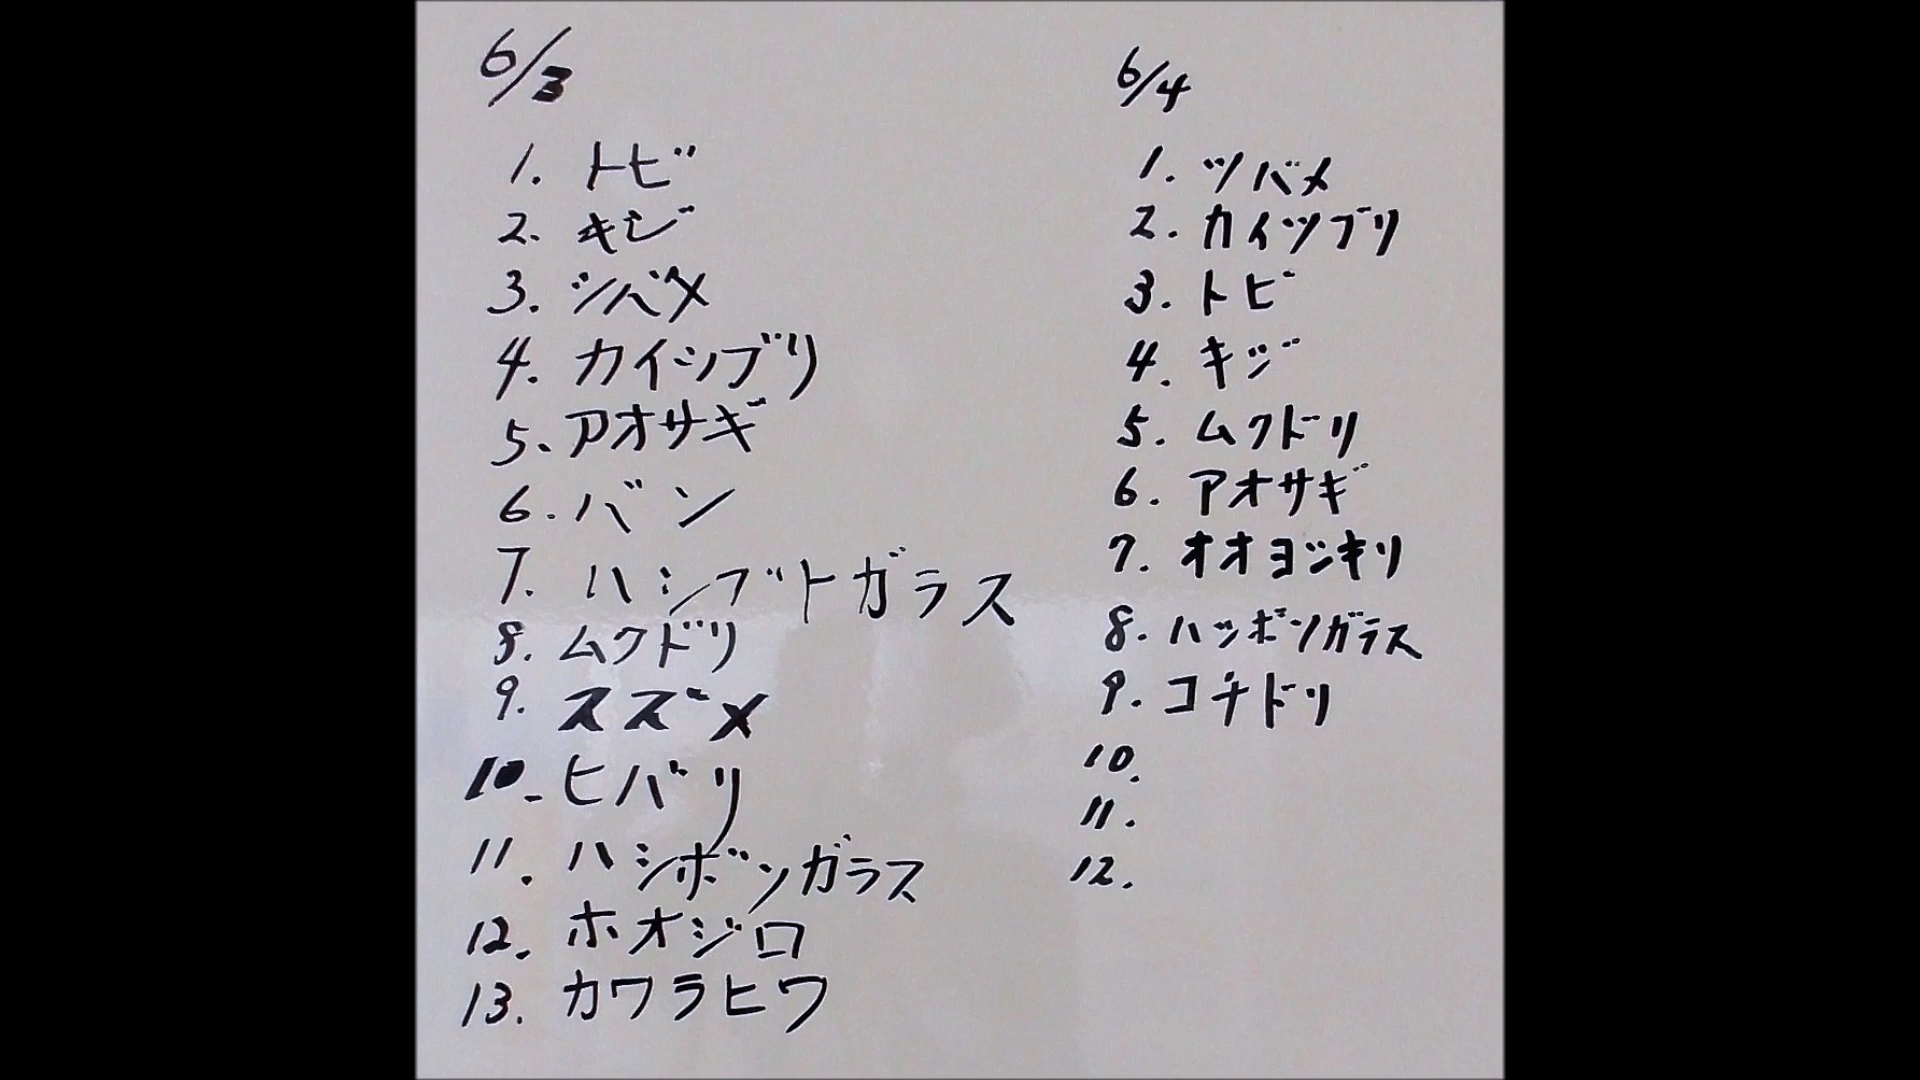 6/3
1. トビ
2. キジ
3. ツバメ
4. カイツブリ
5. アオサギ
6. バン
7. ハシブトガラス
8. ムクドリ
9. スズメ
10. ヒバリ
11. ハシボソガラス
12. ホオジロ
13. カワラヒワ
6/4
1. ツバメ
2. カイツブリ
3. トビ
4. キジ
5. ムクドリ
6. アオサギ
7. オオヨシキリ
8. ハシボソガラス
9. コチドリ
10.
11.
12.